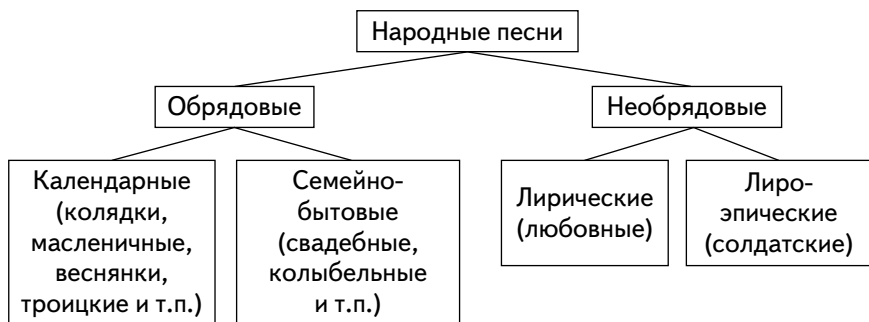 Народные песни
Обрядовые
Необрядовые
Календарные
(колядки,
масленичные,
веснянки,
троицкие и т.п.)
Семейно-
бытовые
(свадебные,
колыбельные
и т.п.)
Лирические
(любовные)
Лиро-
эпические
(солдатские)